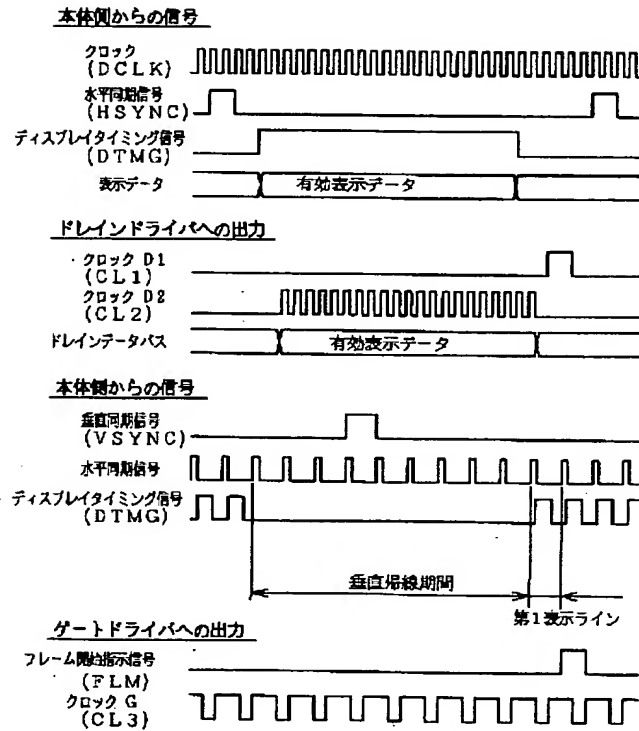 本体側からの信号
クロック
(DCLK)
水平同期信号
(HSYNC)
ディスプレイタイミング信号
(DTMG)
表示データ
有効表示データ
ドレインドライバへの出力
クロック D1
(CL1)
クロック D2
(CL2)
ドレインデータバス
有効表示データ
本体側からの信号
垂直同期信号
(VSYNC)
水平同期信号
ディスプレイタイミング信号
(DTMG)
垂直帰線期間
第1表示ライン
ゲートドライバへの出力
フレーム開始指示信号
(FLM)
クロック G
(CL3)